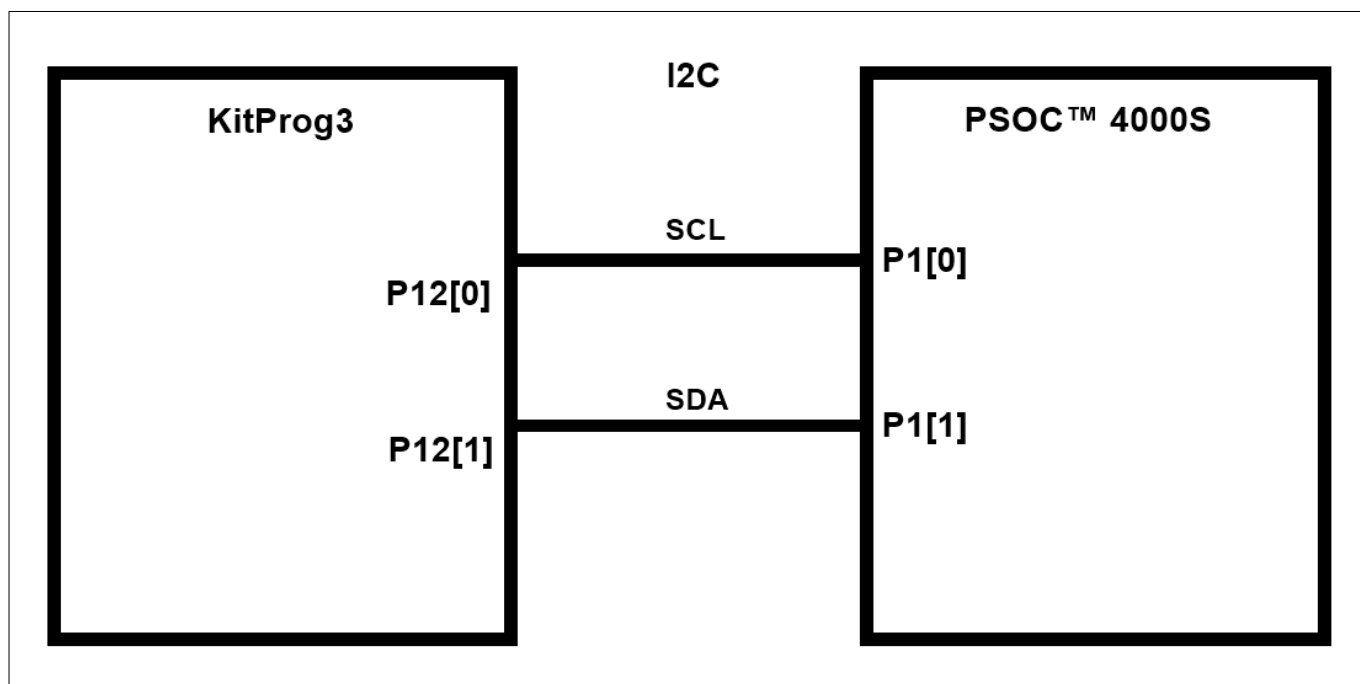 I2C
KitProg3
PSOC™ 4000S
SCL
P12[0]
P1[0]
SDA
P12[1]
P1[1]